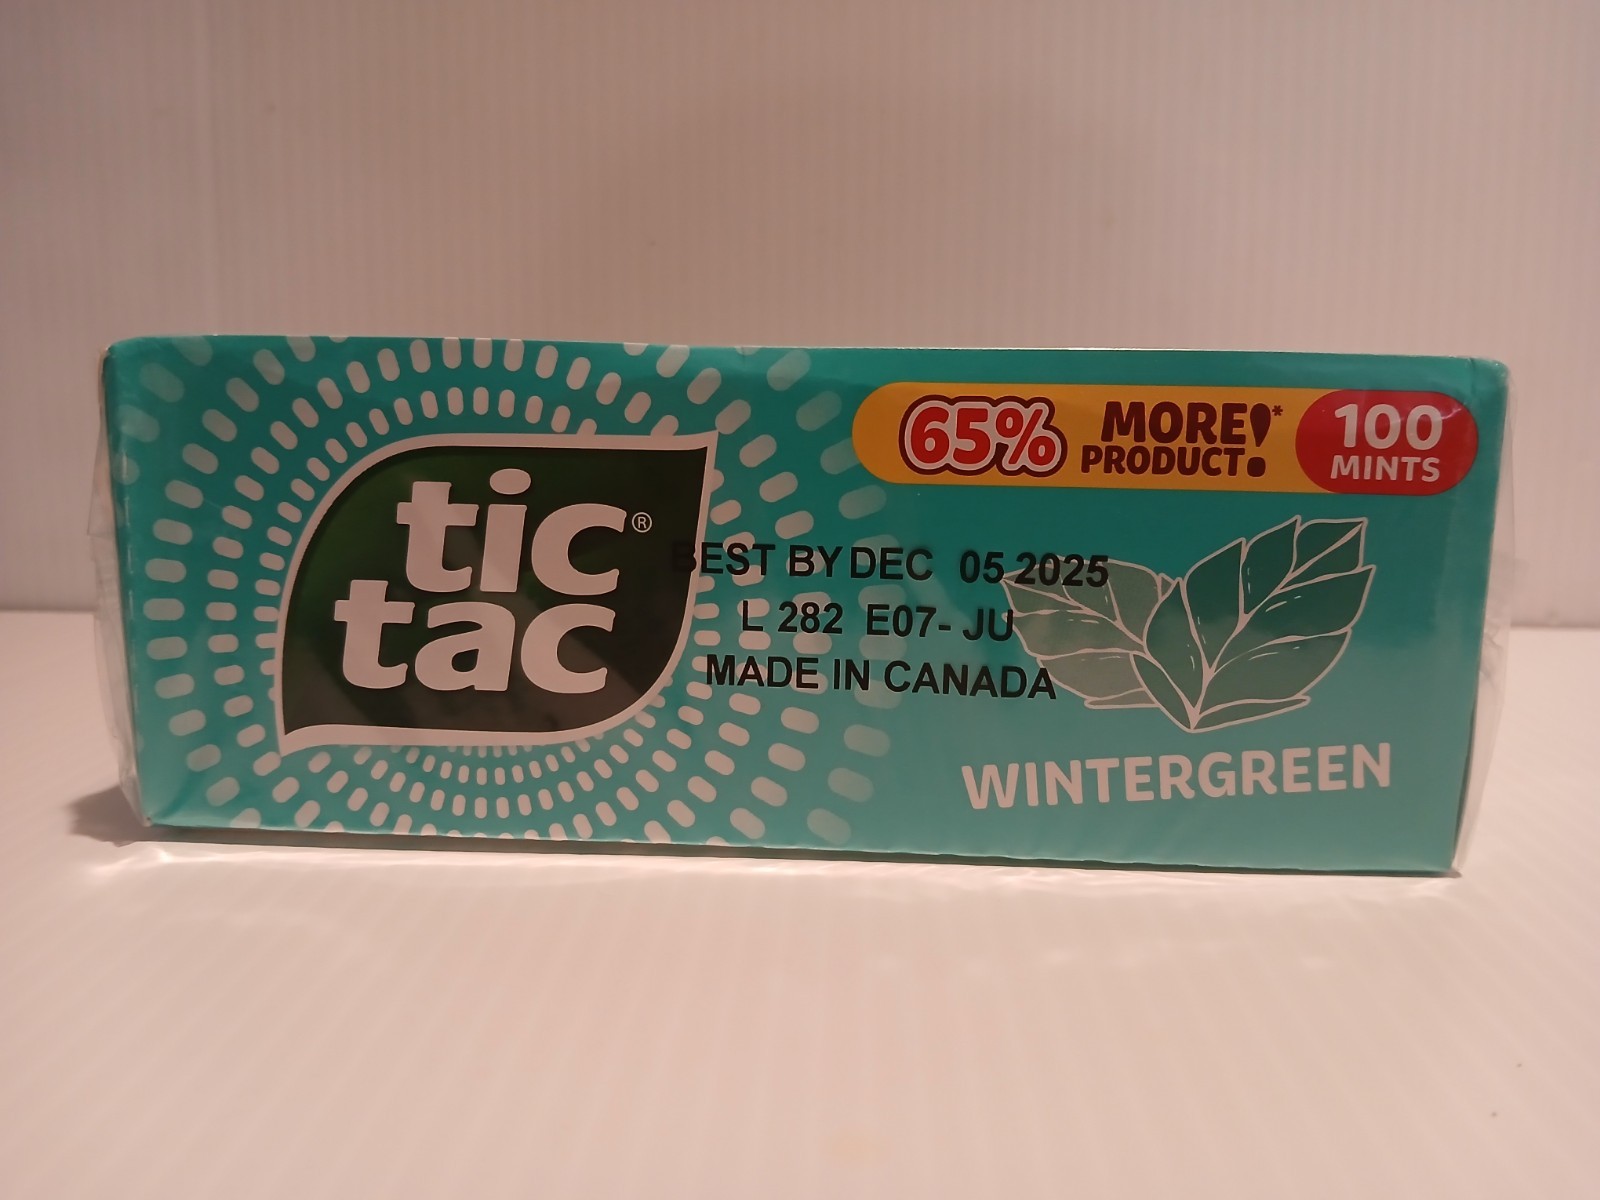 65% MORE!*
PRODUCT
100
MINTS
tic®
tac
BEST BY DEC 05 2025
L 282 E07- JU
MADE IN CANADA
WINTERGREEN